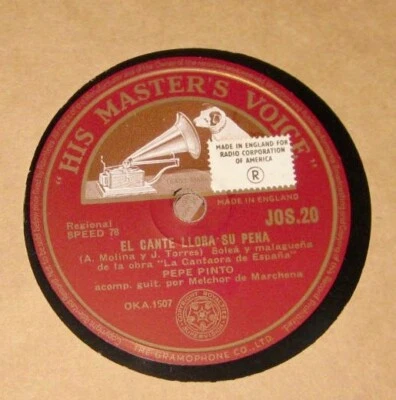 "HIS MASTER'S VOICE"
MADE IN ENGLAND FOR
RADIO CORPORATION
OF AMERICA
R
MADE IN ENGLAND
JOS.20
Regional
SPEED 78
EL CANTE LLORA SU PENA
(A. Molina y J. Torres) Soleá y malagueña
de la obra "La Cantaora de España"
PEPE PINTO
acomp. guit. por Melchor de Marchena
OKA.1507
THE GRAMOPHONE CO., LTD.